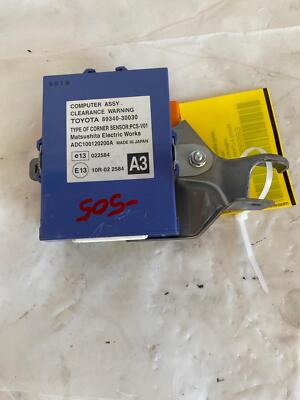 COMPUTER ASSY.
CLEARANCE WARNING
TOYOTA 89340-30030
TYPE OF CORNER SENSOR:PCS-V01
Matsushita Electric Works
ADC100120200A MADE IN JAPAN
e13 022584
E13 10R-02 2584
A3
-505